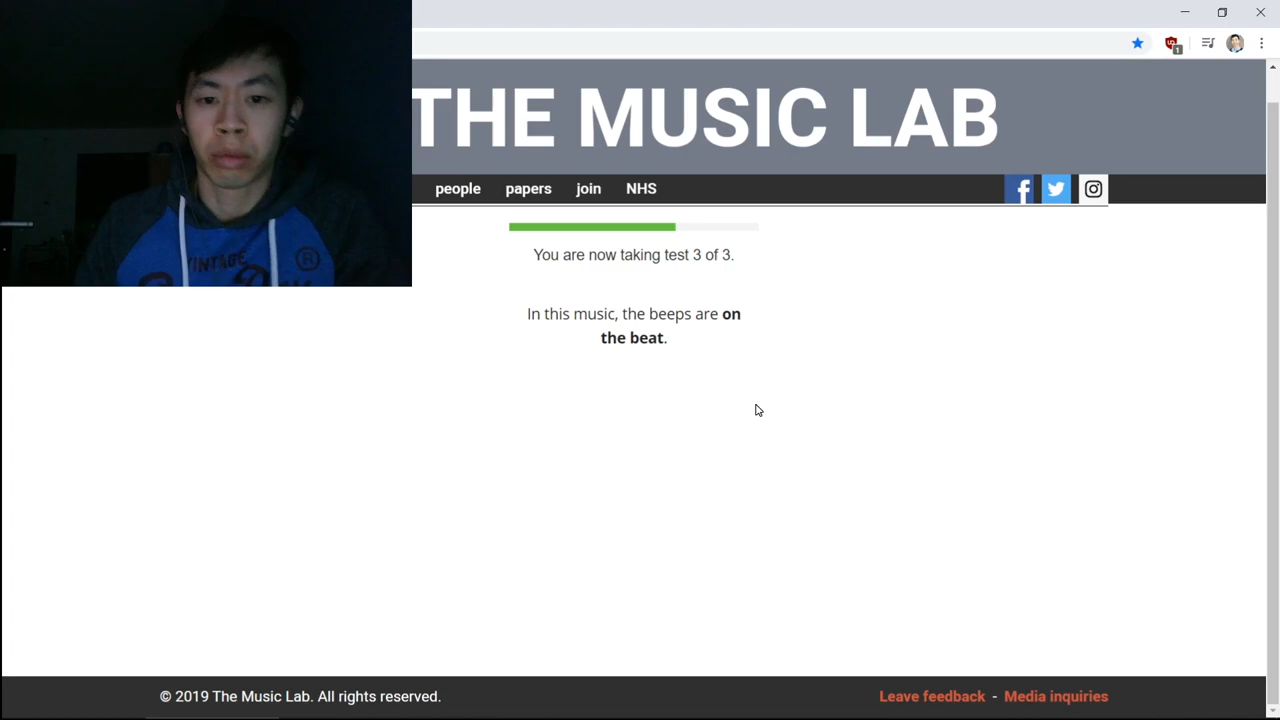 THE MUSIC LAB
people papers join NHS
You are now taking test 3 of 3.
In this music, the beeps are on
the beat.
VINTAGE
®
© 2019 The Music Lab. All rights reserved.
Leave feedback - Media inquiries